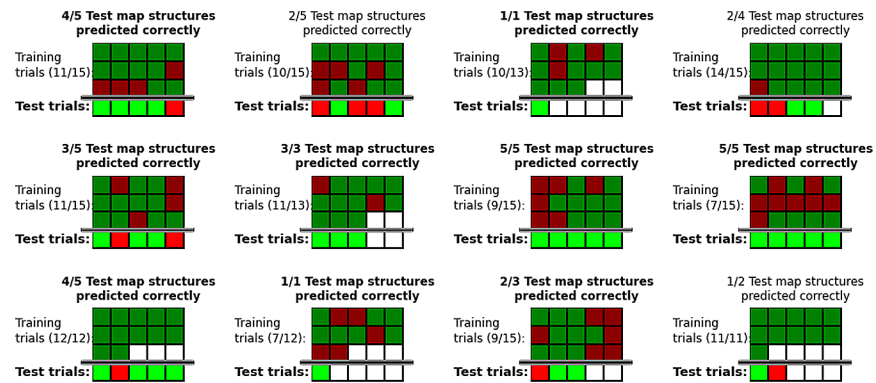 4/5 Test map structures
predicted correctly
Training
trials (11/15):
Test trials:
2/5 Test map structures
predicted correctly
Training
trials (10/15):
Test trials:
1/1 Test map structures
predicted correctly
Training
trials (10/13):
Test trials:
2/4 Test map structures
predicted correctly
Training
trials (14/15):
Test trials:
3/5 Test map structures
predicted correctly
Training
trials (11/15):
Test trials:
3/3 Test map structures
predicted correctly
Training
trials (11/13):
Test trials:
5/5 Test map structures
predicted correctly
Training
trials (9/15):
Test trials:
5/5 Test map structures
predicted correctly
Training
trials (7/15):
Test trials:
4/5 Test map structures
predicted correctly
Training
trials (12/12):
Test trials:
1/1 Test map structures
predicted correctly
Training
trials (7/12):
Test trials:
2/3 Test map structures
predicted correctly
Training
trials (9/15):
Test trials:
1/2 Test map structures
predicted correctly
Training
trials (11/11):
Test trials: